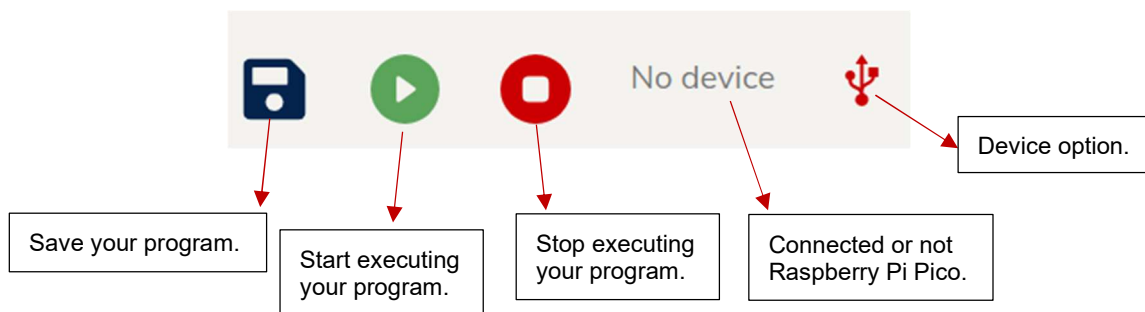 No device
Device option.
Save your program.
Start executing
your program.
Stop executing
your program.
Connected or not
Raspberry Pi Pico.